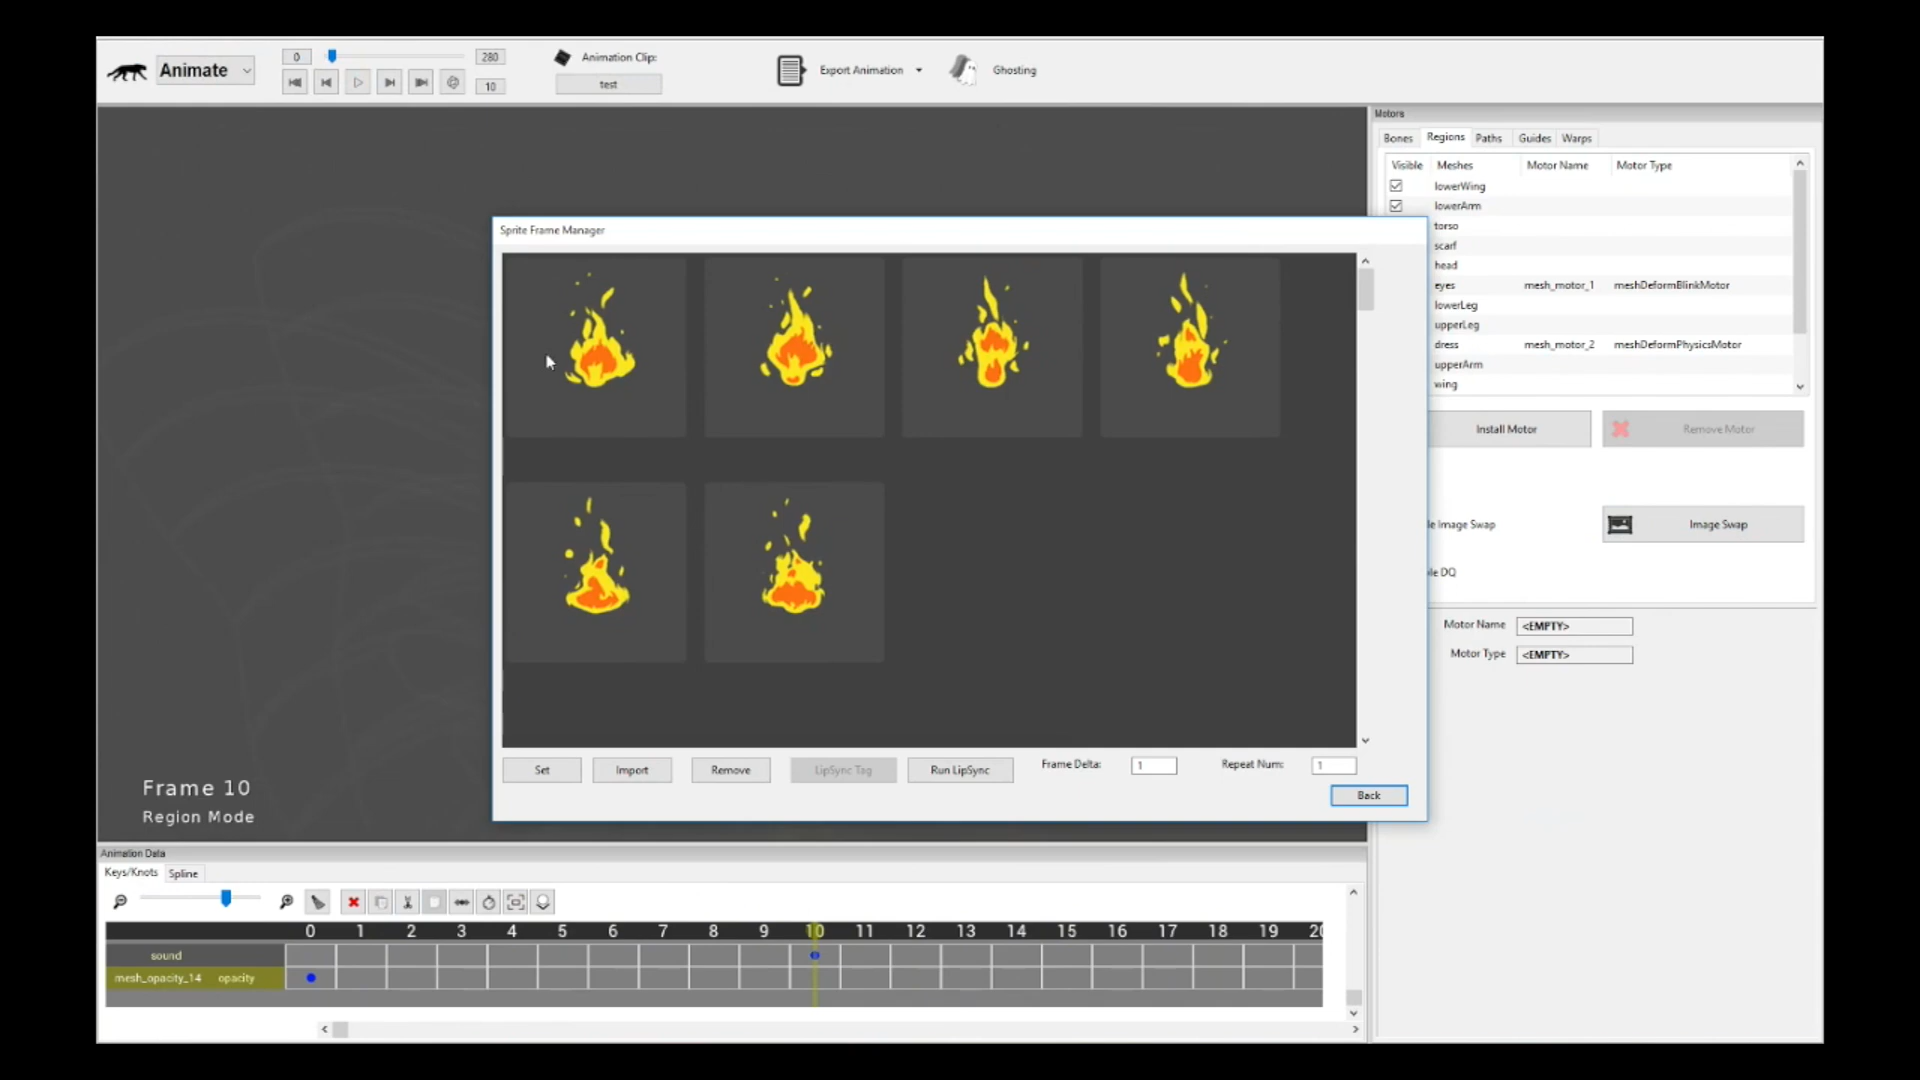 Animate
0
280
10
Animation Clip:
test
Export Animation
Ghosting
Motors
Bones Regions Paths Guides Warps
Visible Meshes Motor Name Motor Type
lowerWing
lowerArm
torso
scarf
head
eyes mesh_motor_1 meshDeformBlinkMotor
lowerLeg
upperLeg
dress mesh_motor_2 meshDeformPhysicsMotor
upperArm
wing
Install Motor
Remove Motor
Image Swap
Image Swap
DQ
Motor Name <EMPTY>
Motor Type <EMPTY>
Sprite Frame Manager
Set
Import
Remove
LipSync Tag
Run LipSync
Frame Delta: 1
Repeat Num: 1
Back
Frame 10
Region Mode
Animation Data
Keys/Knots Spline
0 1 2 3 4 5 6 7 8 9 10 11 12 13 14 15 16 17 18 19 20
sound
mesh_opacity_14 opacity